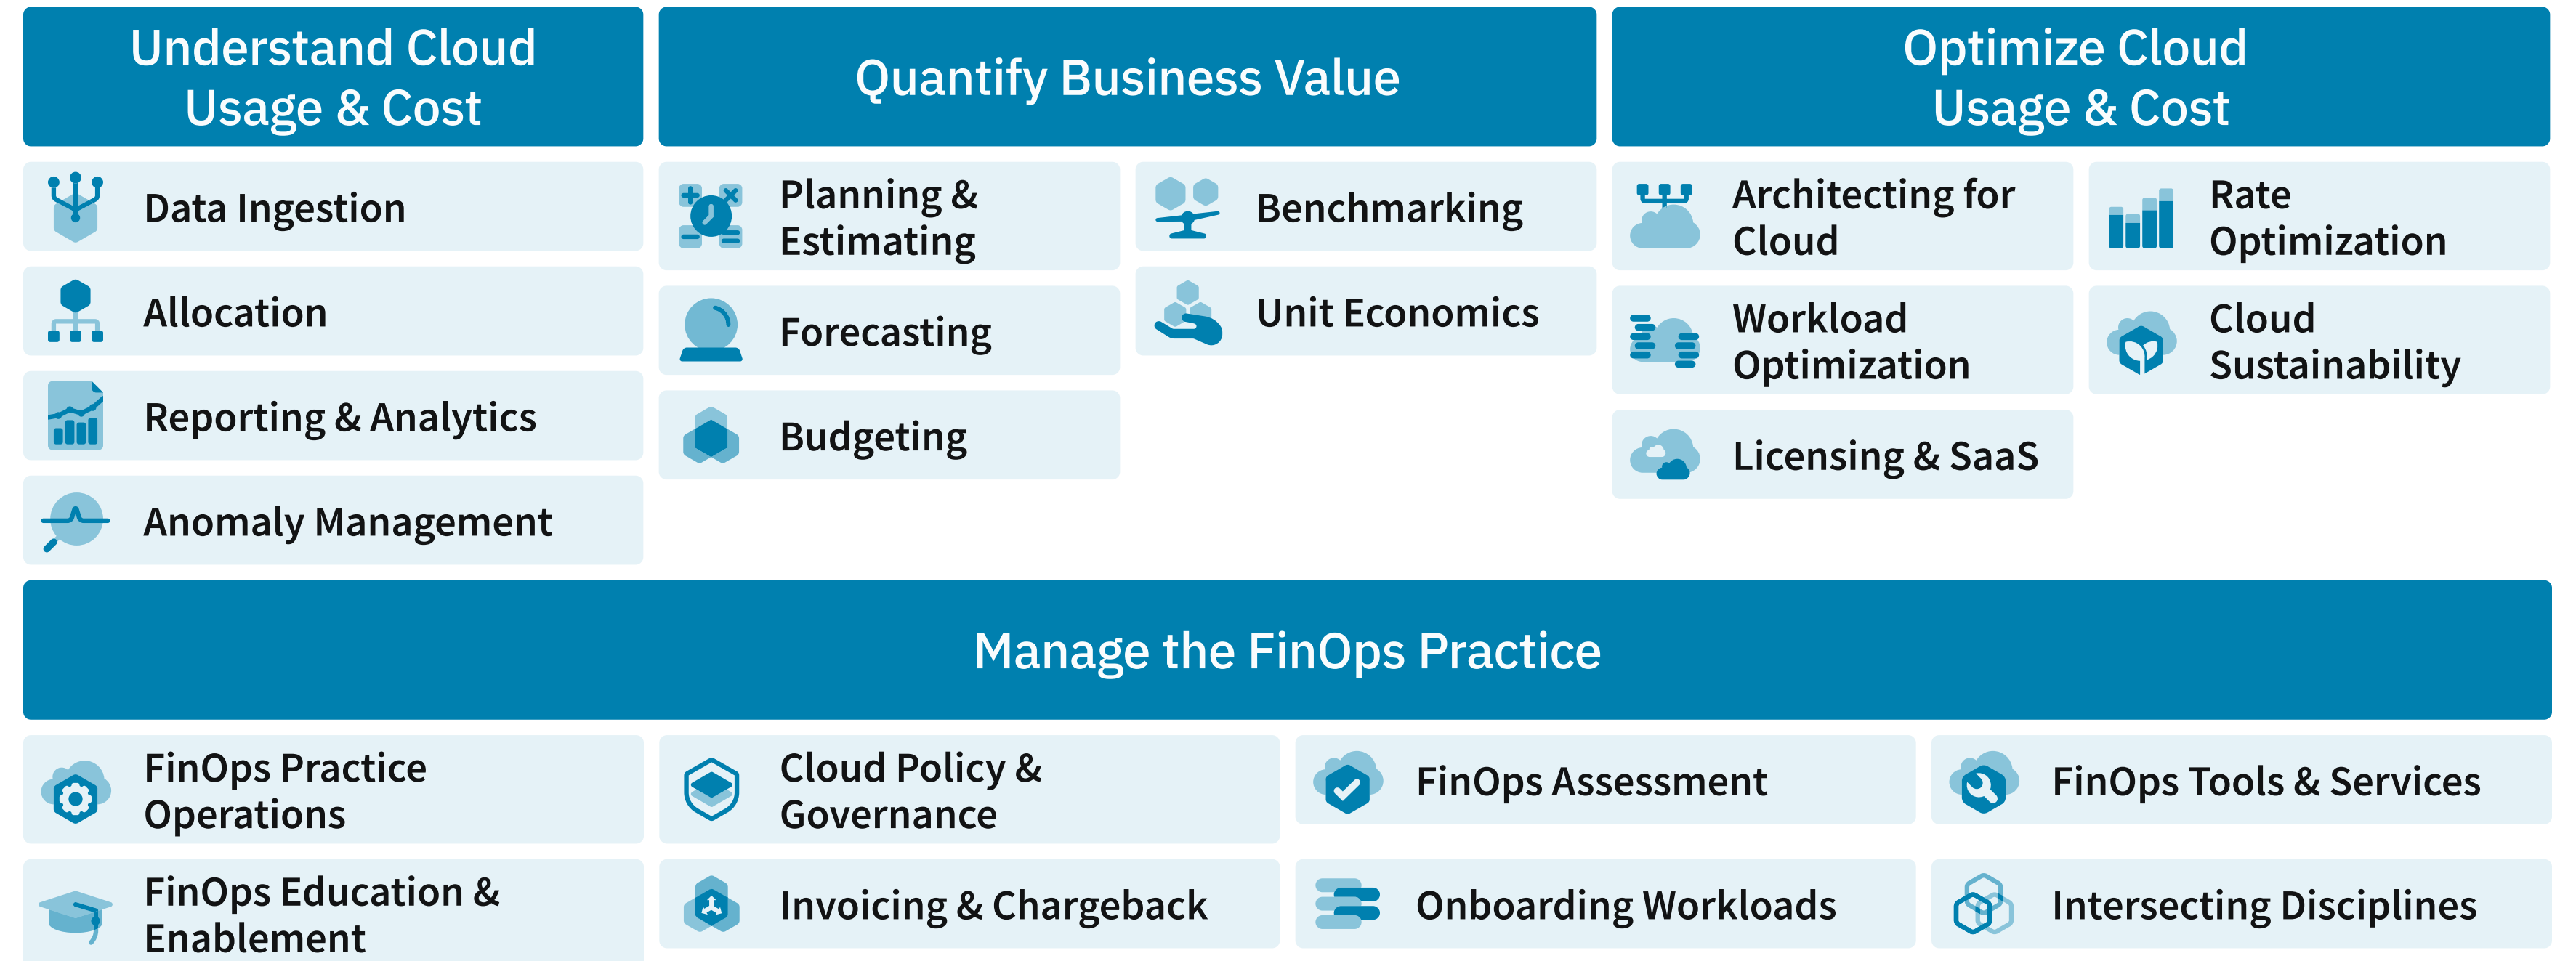 Understand Cloud
Usage & Cost
Data Ingestion
Allocation
Reporting & Analytics
Anomaly Management
Quantify Business Value
Planning &
Estimating
Forecasting
Budgeting
Benchmarking
Unit Economics
Optimize Cloud
Usage & Cost
Architecting for
Cloud
Workload
Optimization
Licensing & SaaS
Rate
Optimization
Cloud
Sustainability
Manage the FinOps Practice
FinOps Practice
Operations
Cloud Policy &
Governance
FinOps Assessment
FinOps Tools & Services
FinOps Education &
Enablement
Invoicing & Chargeback
Onboarding Workloads
Intersecting Disciplines